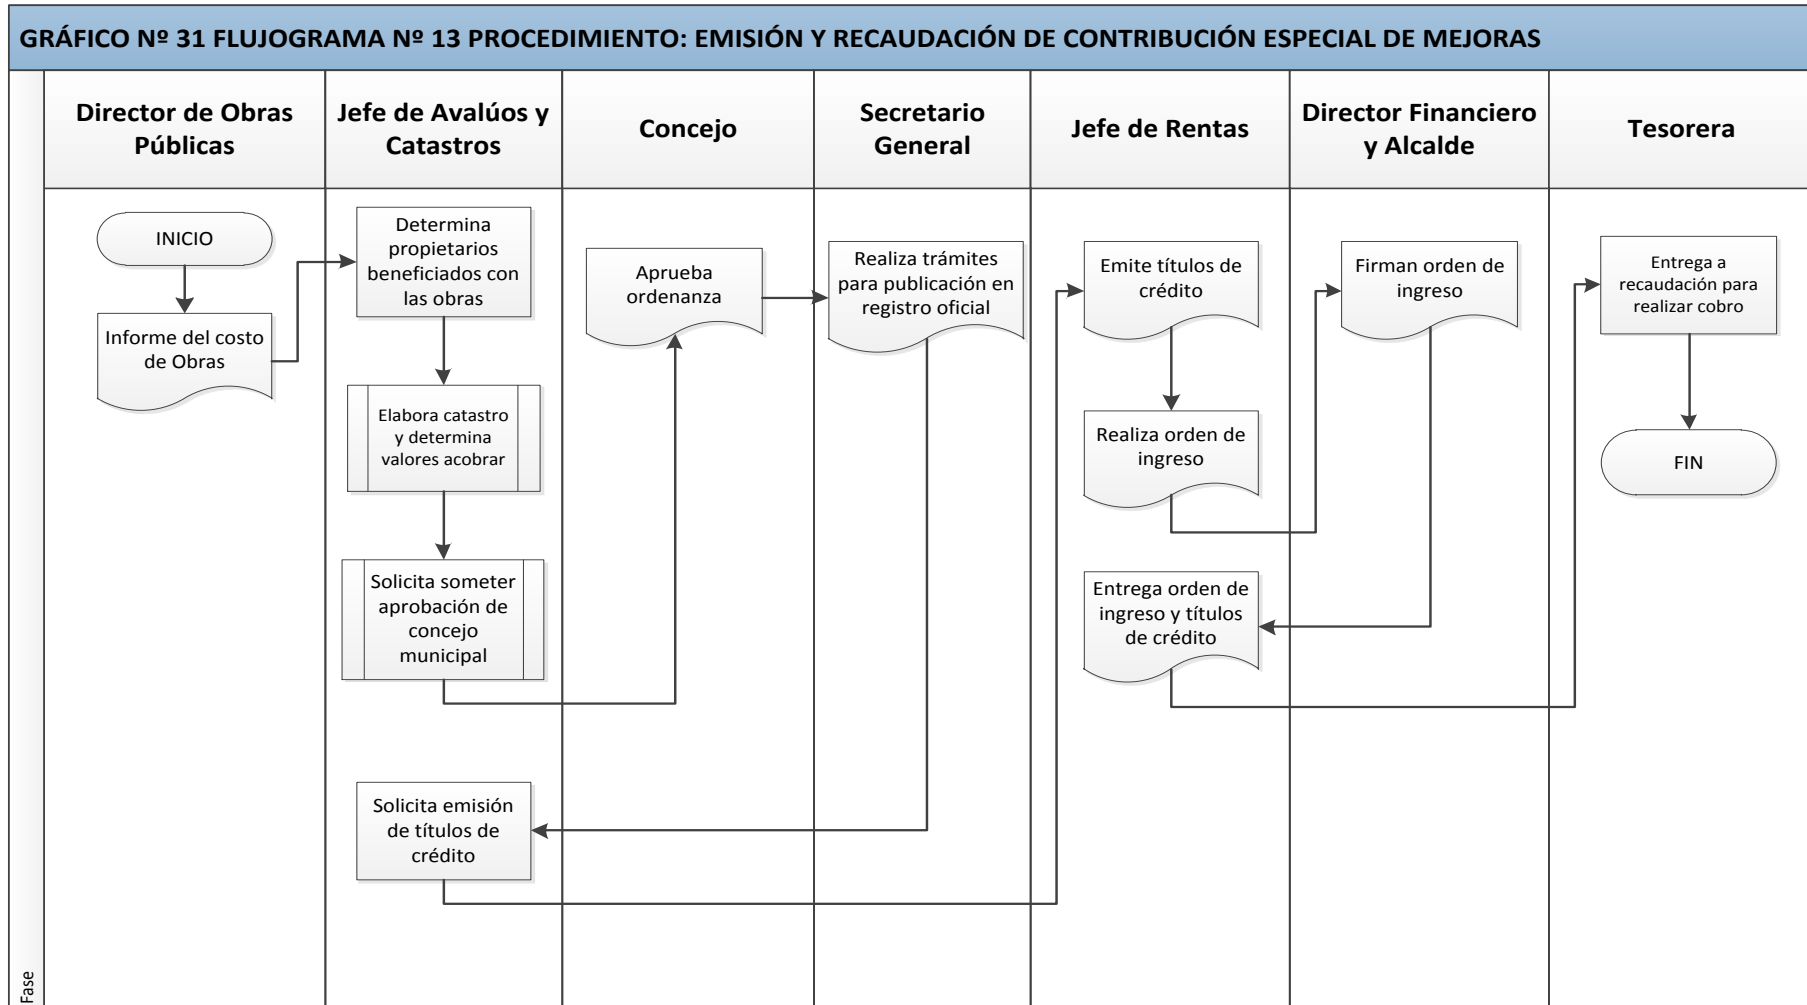 GRÁFICO Nº 31 FLUJOGRAMA Nº 13 PROCEDIMIENTO: EMISIÓN Y RECAUDACIÓN DE CONTRIBUCIÓN ESPECIAL DE MEJORAS
Director de Obras
Públicas
Jefe de Avalúos y
Catastros
Concejo
Secretario
General
Jefe de Rentas
Director Financiero
y Alcalde
Tesorera
INICIO
Informe del costo
de Obras
Determina
propietarios
beneficiados con
las obras
Elabora catastro
y determina
valores acobrar
Solicita someter
aprobación de
concejo
municipal
Solicita emisión
de títulos de
crédito
Aprueba
ordenanza
Realiza trámites
para publicación en
registro oficial
Emite títulos de
crédito
Realiza orden de
ingreso
Entrega orden de
ingreso y títulos
de crédito
Firman orden de
ingreso
Entrega a
recaudación para
realizar cobro
FIN
Fase